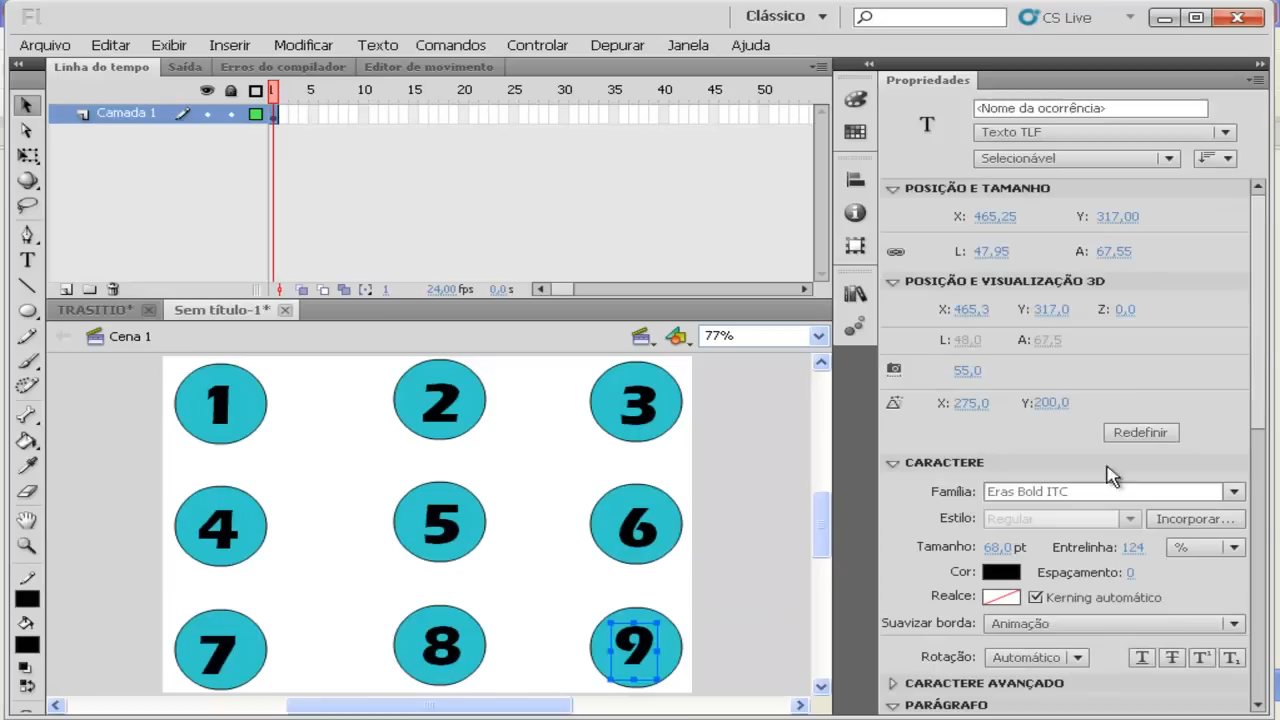 Fl
Clássico
CS Live
Arquivo Editar Exibir Inserir Modificar Texto Comandos Controlar Depurar Janela Ajuda
Linha do tempo Saída Erros do compilador Editor de movimento
1 5 10 15 20 25 30 35 40 45 50
Camada 1
1 24,00 fps 0,0 s
TRASITIO* Sem título-1*
Cena 1
77%
1 2 3
4 5 6
7 8 9
Propriedades
T
<Nome da ocorrência>
Texto TLF
Selecionável
POSIÇÃO E TAMANHO
X: 465,25 Y: 317,00
L: 47,95 A: 67,55
POSIÇÃO E VISUALIZAÇÃO 3D
X: 465,3 Y: 317,0 Z: 0,0
L: 48,0 A: 67,5
55,0
X: 275,0 Y: 200,0
Redefinir
CARACTERE
Família: Eras Bold ITC
Estilo: Regular Incorporar...
Tamanho: 68,0 pt Entrelinha: 124 %
Cor: Espaçamento: 0
Realce: Kerning automático
Suavizar borda: Animação
Rotação: Automático T T T¹ T₁
CARACTERE AVANÇADO
PARÁGRAFO